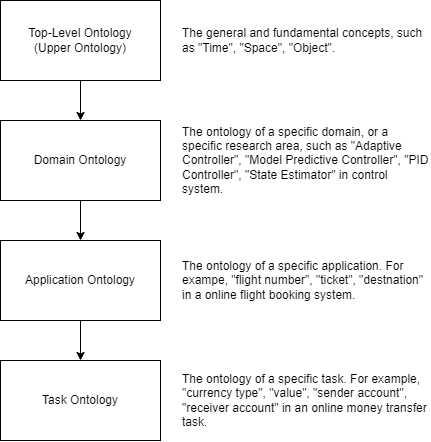 Top-Level Ontology
(Upper Ontology)
The general and fundamental concepts, such
as "Time", "Space", "Object".
Domain Ontology
The ontology of a specific domain, or a
specific research area, such as "Adaptive
Controller", "Model Predictive Controller", "PID
Controller", "State Estimator" in control
system.
Application Ontology
The ontology of a specific application. For
exampe, "flight number", "ticket", "destnation"
in a online flight booking system.
Task Ontology
The ontology of a specific task. For example,
"currency type", "value", "sender account",
"receiver account" in an online money transfer
task.